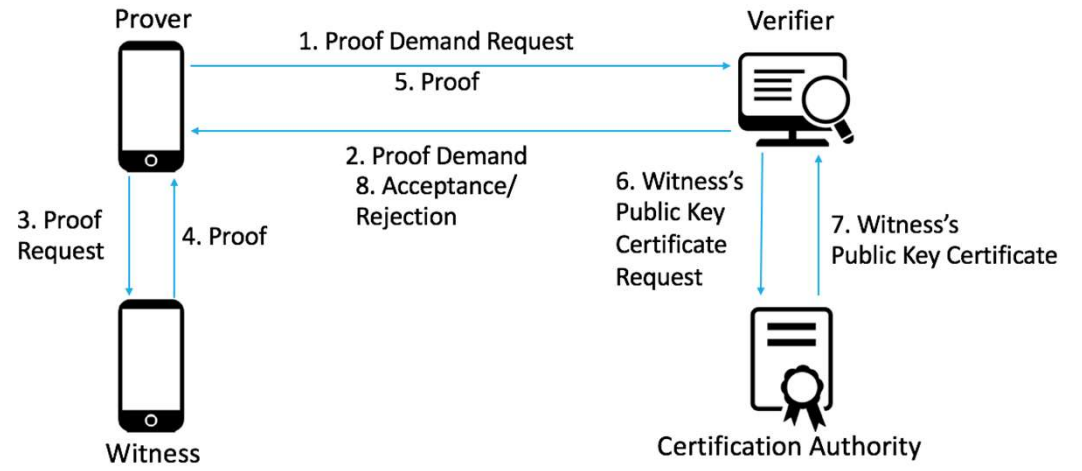 Prover
Verifier
1. Proof Demand Request
5. Proof
2. Proof Demand
8. Acceptance/
Rejection
3. Proof
Request
4. Proof
6. Witness's
Public Key
Certificate
Request
7. Witness's
Public Key Certificate
Witness
Certification Authority